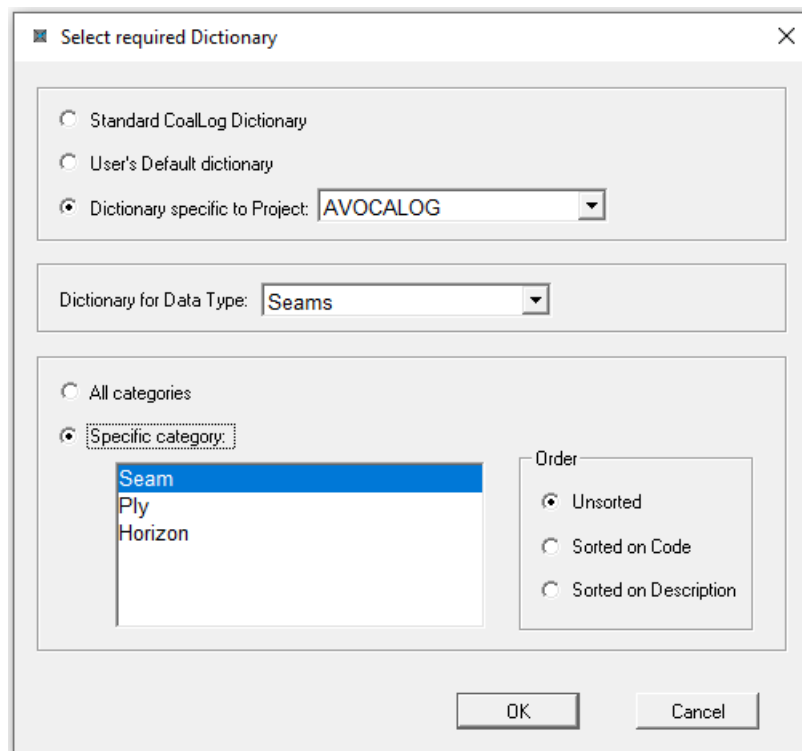 Select required Dictionary
Standard CoalLog Dictionary
User's Default dictionary
Dictionary specific to Project: AVOCALOG
Dictionary for Data Type: Seams
All categories
Specific category:
Seam
Ply
Horizon
Order
Unsorted
Sorted on Code
Sorted on Description
OK Cancel